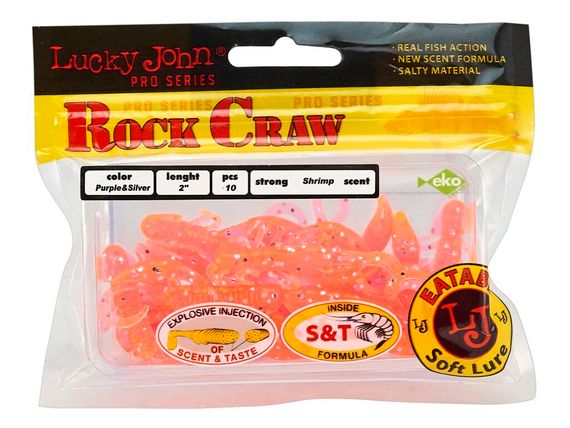 Lucky John®
PRO SERIES
· REAL FISH ACTION
· NEW SCENT FORMULA
· SALTY MATERIAL
PRO SERIES PRO SERIES
ROCK CRAW
color
Purple&Silver
lenght
2"
pcs
10
strong Shrimp scent
eko
EXPLOSIVE INJECTION
OF
SCENT & TASTE
INSIDE
S&T
FORMULA
EATAB
LJ LJ LJ
Soft Lure